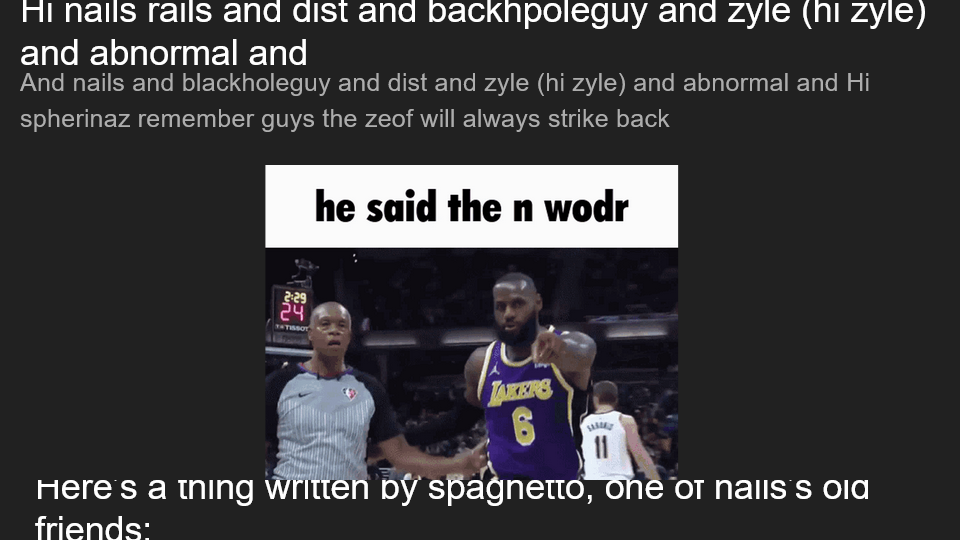 Hi nails rails and dist and backhpoleguy and zyle (hi zyle)
and abnormal and
And nails and blackholeguy and dist and zyle (hi zyle) and abnormal and Hi
spherinaz remember guys the zeof will always strike back
he said the n wodr
2:29
24
TISSOT
LAKERS
6
SABONIS
11
Here's a thing written by spaghetto, one of nails's old
friends: